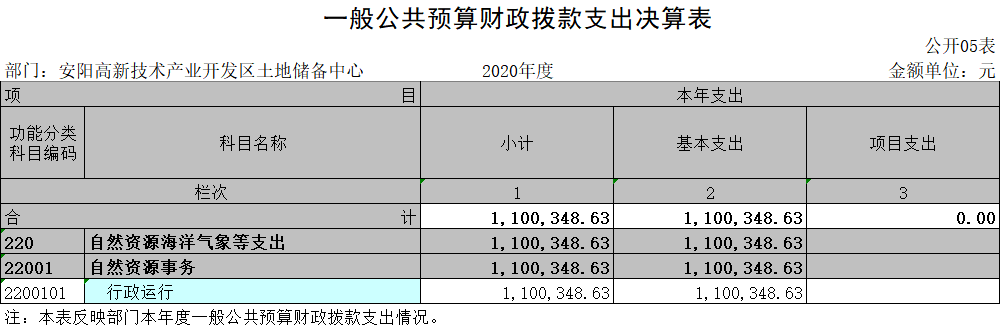 一般公共预算财政拨款支出决算表
公开05表
部门：安阳高新技术产业开发区土地储备中心 2020年度 金额单位：元
项 目 本年支出
功能分类科目编码 科目名称 小计 基本支出 项目支出
栏次 1 2 3
合 计 1,100,348.63 1,100,348.63 0.00
220 自然资源海洋气象等支出 1,100,348.63 1,100,348.63
22001 自然资源事务 1,100,348.63 1,100,348.63
2200101 行政运行 1,100,348.63 1,100,348.63
注：本表反映部门本年度一般公共预算财政拨款支出情况。